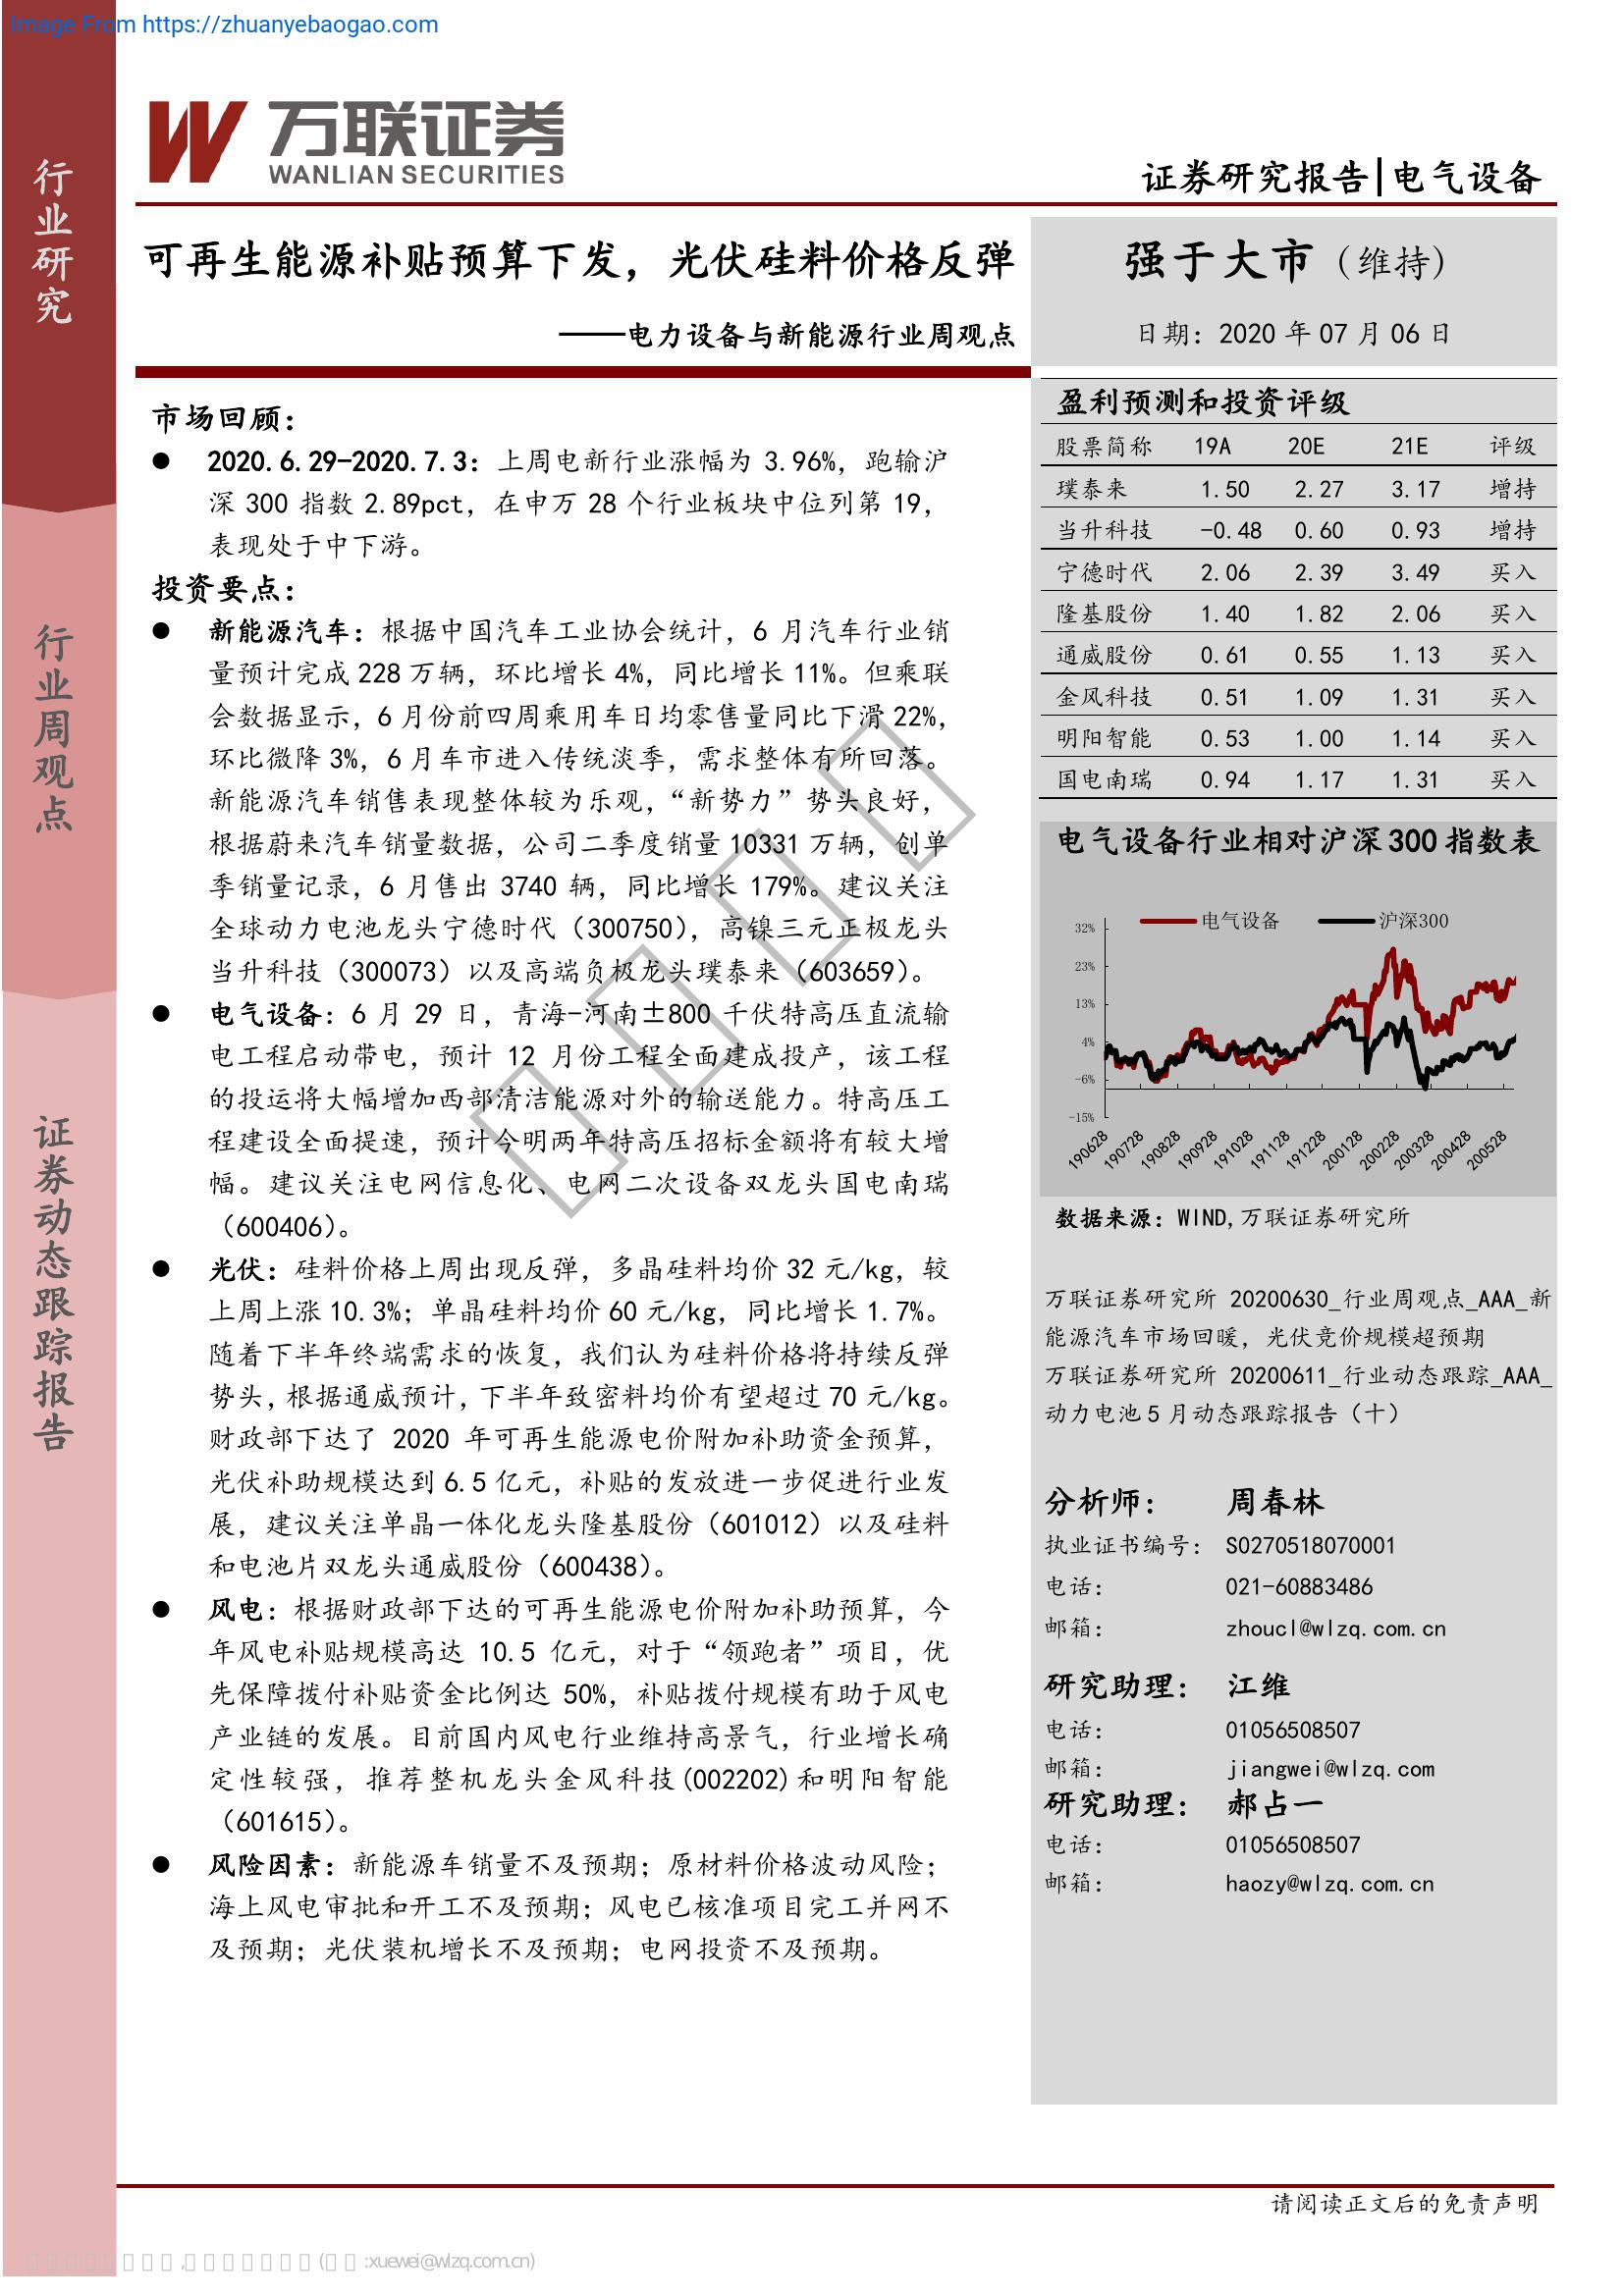 Image From https://zhuanyebaogao.com
万联证券
WANLIAN SECURITIES
证券研究报告|电气设备
行业研究
行业周观点
证券动态跟踪报告
可再生能源补贴预算下发，光伏硅料价格反弹
——电力设备与新能源行业周观点
强于大市（维持）
日期：2020 年 07 月 06 日
市场回顾：
● 2020.6.29-2020.7.3：上周电新行业涨幅为 3.96%，跑输沪
深 300 指数 2.89pct，在申万 28 个行业板块中位列第 19，
表现处于中下游。
投资要点：
● 新能源汽车：根据中国汽车工业协会统计，6 月汽车行业销
量预计完成 228 万辆，环比增长 4%，同比增长 11%。但乘联
会数据显示，6 月份前四周乘用车日均零售量同比下滑 22%，
环比微降 3%，6 月车市进入传统淡季，需求整体有所回落。
新能源汽车销售表现整体较为乐观，“新势力”势头良好，
根据蔚来汽车销量数据，公司二季度销量 10331 万辆，创单
季销量记录，6 月售出 3740 辆，同比增长 179%。建议关注
全球动力电池龙头宁德时代（300750），高镍三元正极龙头
当升科技（300073）以及高端负极龙头璞泰来（603659）。
● 电气设备：6 月 29 日，青海-河南±800 千伏特高压直流输
电工程启动带电，预计 12 月份工程全面建成投产，该工程
的投运将大幅增加西部清洁能源对外的输送能力。特高压工
程建设全面提速，预计今明两年特高压招标金额将有较大增
幅。建议关注电网信息化、电网二次设备双龙头国电南瑞
（600406）。
● 光伏：硅料价格上周出现反弹，多晶硅料均价 32 元/kg，较
上周上涨 10.3%；单晶硅料均价 60 元/kg，同比增长 1.7%。
随着下半年终端需求的恢复，我们认为硅料价格将持续反弹
势头，根据通威预计，下半年致密料均价有望超过 70 元/kg。
财政部下达了 2020 年可再生能源电价附加补助资金预算，
光伏补助规模达到 6.5 亿元，补贴的发放进一步促进行业发
展，建议关注单晶一体化龙头隆基股份（601012）以及硅料
和电池片双龙头通威股份（600438）。
● 风电：根据财政部下达的可再生能源电价附加补助预算，今
年风电补贴规模高达 10.5 亿元，对于“领跑者”项目，优
先保障拨付补贴资金比例达 50%，补贴拨付规模有助于风电
产业链的发展。目前国内风电行业维持高景气，行业增长确
定性较强，推荐整机龙头金风科技(002202)和明阳智能
（601615）。
● 风险因素：新能源车销量不及预期；原材料价格波动风险；
海上风电审批和开工不及预期；风电已核准项目完工并网不
及预期；光伏装机增长不及预期；电网投资不及预期。
盈利预测和投资评级
股票简称 19A 20E 21E 评级
璞泰来 1.50 2.27 3.17 增持
当升科技 -0.48 0.60 0.93 增持
宁德时代 2.06 2.39 3.49 买入
隆基股份 1.40 1.82 2.06 买入
通威股份 0.61 0.55 1.13 买入
金风科技 0.51 1.09 1.31 买入
明阳智能 0.53 1.00 1.14 买入
国电南瑞 0.94 1.17 1.31 买入
电气设备行业相对沪深 300 指数表
电气设备 沪深300
32%
23%
13%
4%
-6%
-15%
190628 190728 190828 190928 191028 191128 191228 200128 200228 200328 200428 200528
数据来源：WIND,万联证券研究所
万联证券研究所 20200630_行业周观点_AAA_新
能源汽车市场回暖，光伏竞价规模超预期
万联证券研究所 20200611_行业动态跟踪_AAA_
动力电池 5 月动态跟踪报告（十）
分析师： 周春林
执业证书编号： S0270518070001
电话： 021-60883486
邮箱： zhoucl@wlzq.com.cn
研究助理： 江维
电话： 01056508507
邮箱： jiangwei@wlzq.com
研究助理： 郝占一
电话： 01056508507
邮箱： haozy@wlzq.com.cn
请阅读正文后的免责声明
:xuewei@wlzq.com.cn)